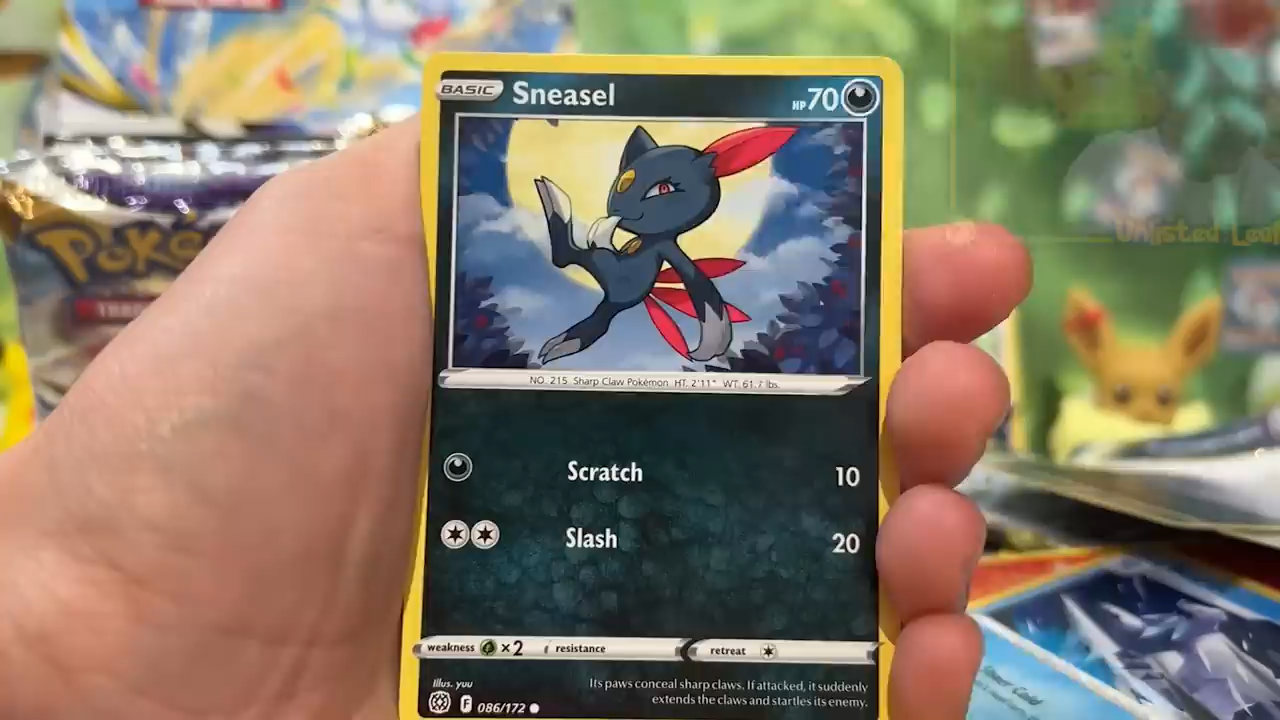 BASIC Sneasel HP 70
NO. 215 Sharp Claw Pokémon HT. 2'11" WT. 61.7 lbs.
Scratch 10
Slash 20
weakness ×2 resistance retreat
Illus. yuu
Its paws conceal sharp claws. If attacked, it suddenly
extends the claws and startles its enemy.
F 086/172
Unlisted Leaf